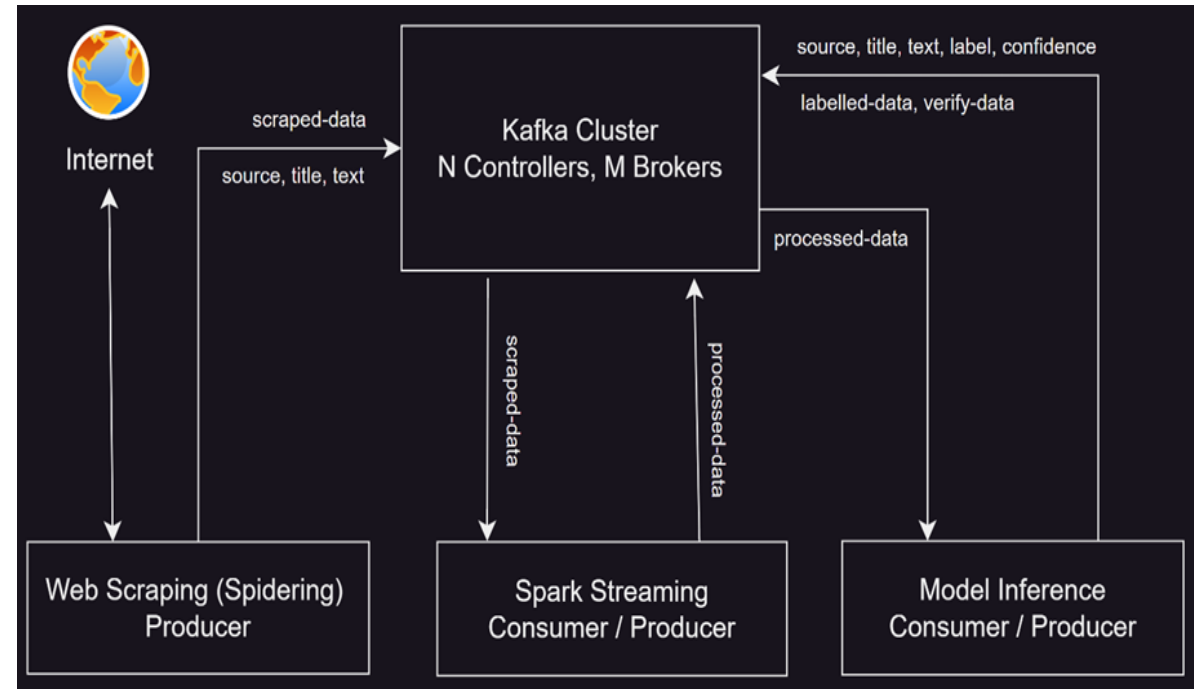 Internet
scraped-data
source, title, text
Kafka Cluster
N Controllers, M Brokers
source, title, text, label, confidence
labelled-data, verify-data
processed-data
scraped-data
processed-data
Web Scraping (Spidering)
Producer
Spark Streaming
Consumer / Producer
Model Inference
Consumer / Producer